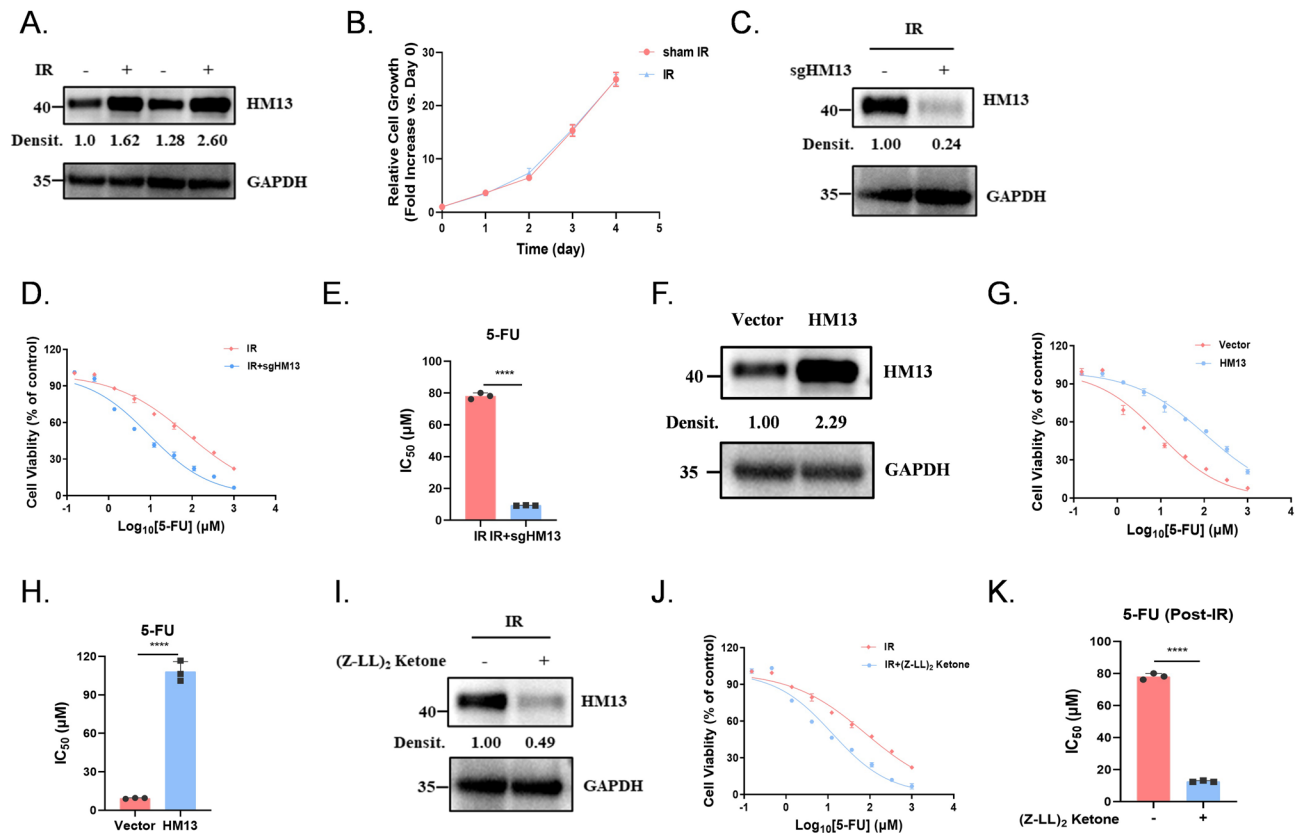 A.
IR - + - +
40 HM13
Densit. 1.0 1.62 1.28 2.60
35 GAPDH
B.
Relative Cell Growth
(Fold Increase vs. Day 0)
30
20
10
0
0 1 2 3 4 5
Time (day)
sham IR
IR
C.
IR
sgHM13 - +
40 HM13
Densit. 1.00 0.24
35 GAPDH
D.
Cell Viablity (% of control)
120
90
60
30
0
-1 0 1 2 3 4
Log10[5-FU] (μM)
IR
IR+sgHM13
E.
5-FU
****
IC50 (μM)
80
60
40
20
0
IR IR+sgHM13
F.
Vector HM13
40 HM13
Densit. 1.00 2.29
35 GAPDH
G.
Cell Viablity (% of control)
120
90
60
30
0
-1 0 1 2 3 4
Log10[5-FU] (μM)
Vector
HM13
H.
5-FU
****
IC50 (μM)
120
90
60
30
0
Vector HM13
I.
IR
(Z-LL)2 Ketone - +
40 HM13
Densit. 1.00 0.49
35 GAPDH
J.
Cell Viablity (% of control)
120
90
60
30
0
-1 0 1 2 3 4
Log10[5-FU] (μM)
IR
IR+(Z-LL)2 Ketone
K.
5-FU (Post-IR)
****
IC50 (μM)
80
60
40
20
0
(Z-LL)2 Ketone - +